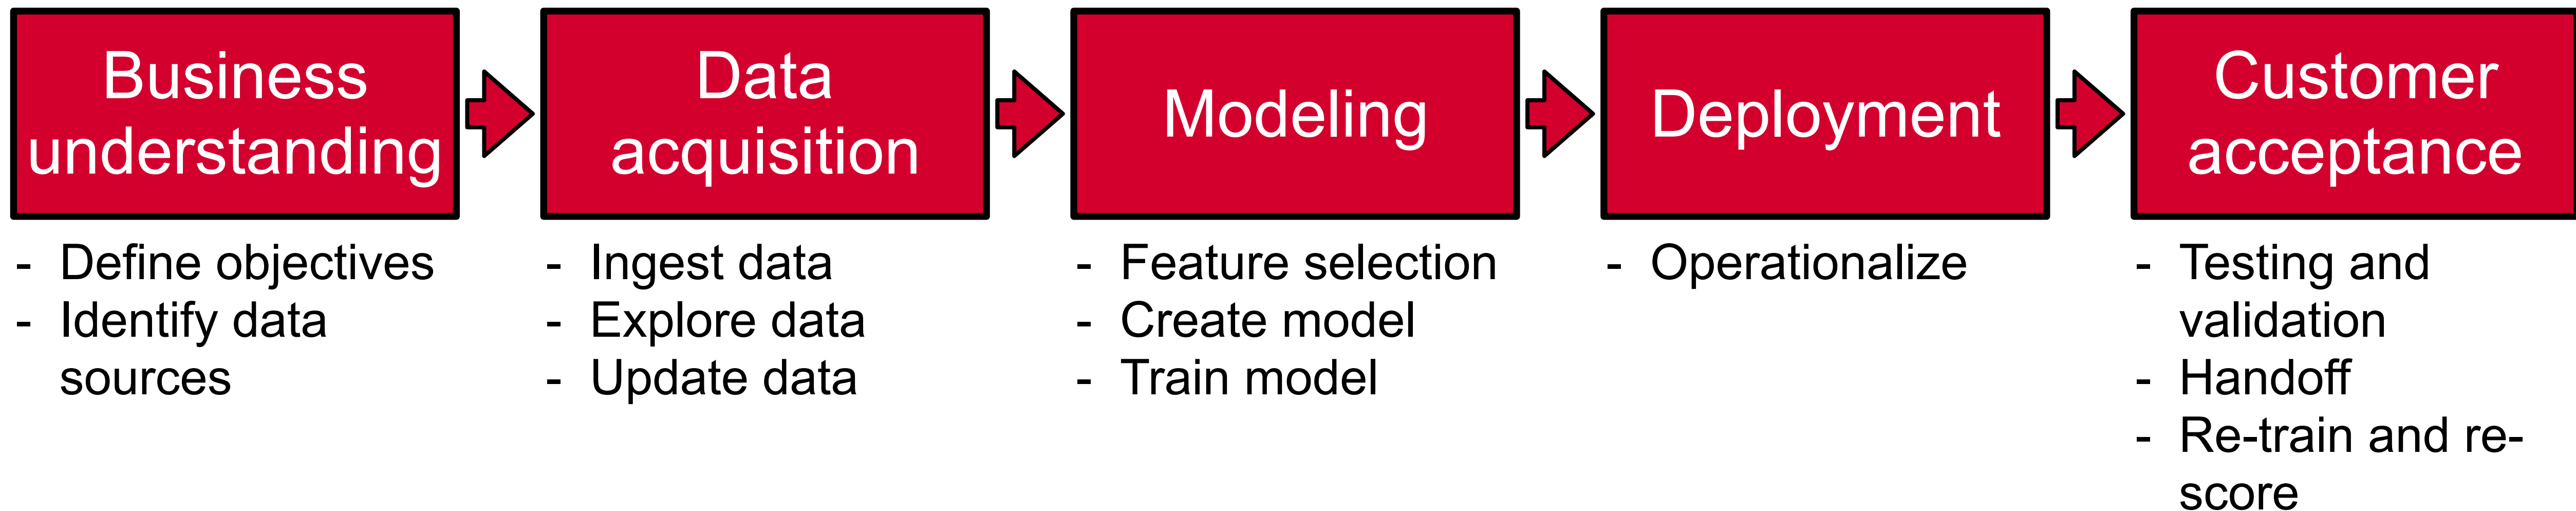 Business
understanding
- Define objectives
- Identify data
sources
Data
acquisition
- Ingest data
- Explore data
- Update data
Modeling
- Feature selection
- Create model
- Train model
Deployment
- Operationalize
Customer
acceptance
- Testing and
validation
- Handoff
- Re-train and re-
score